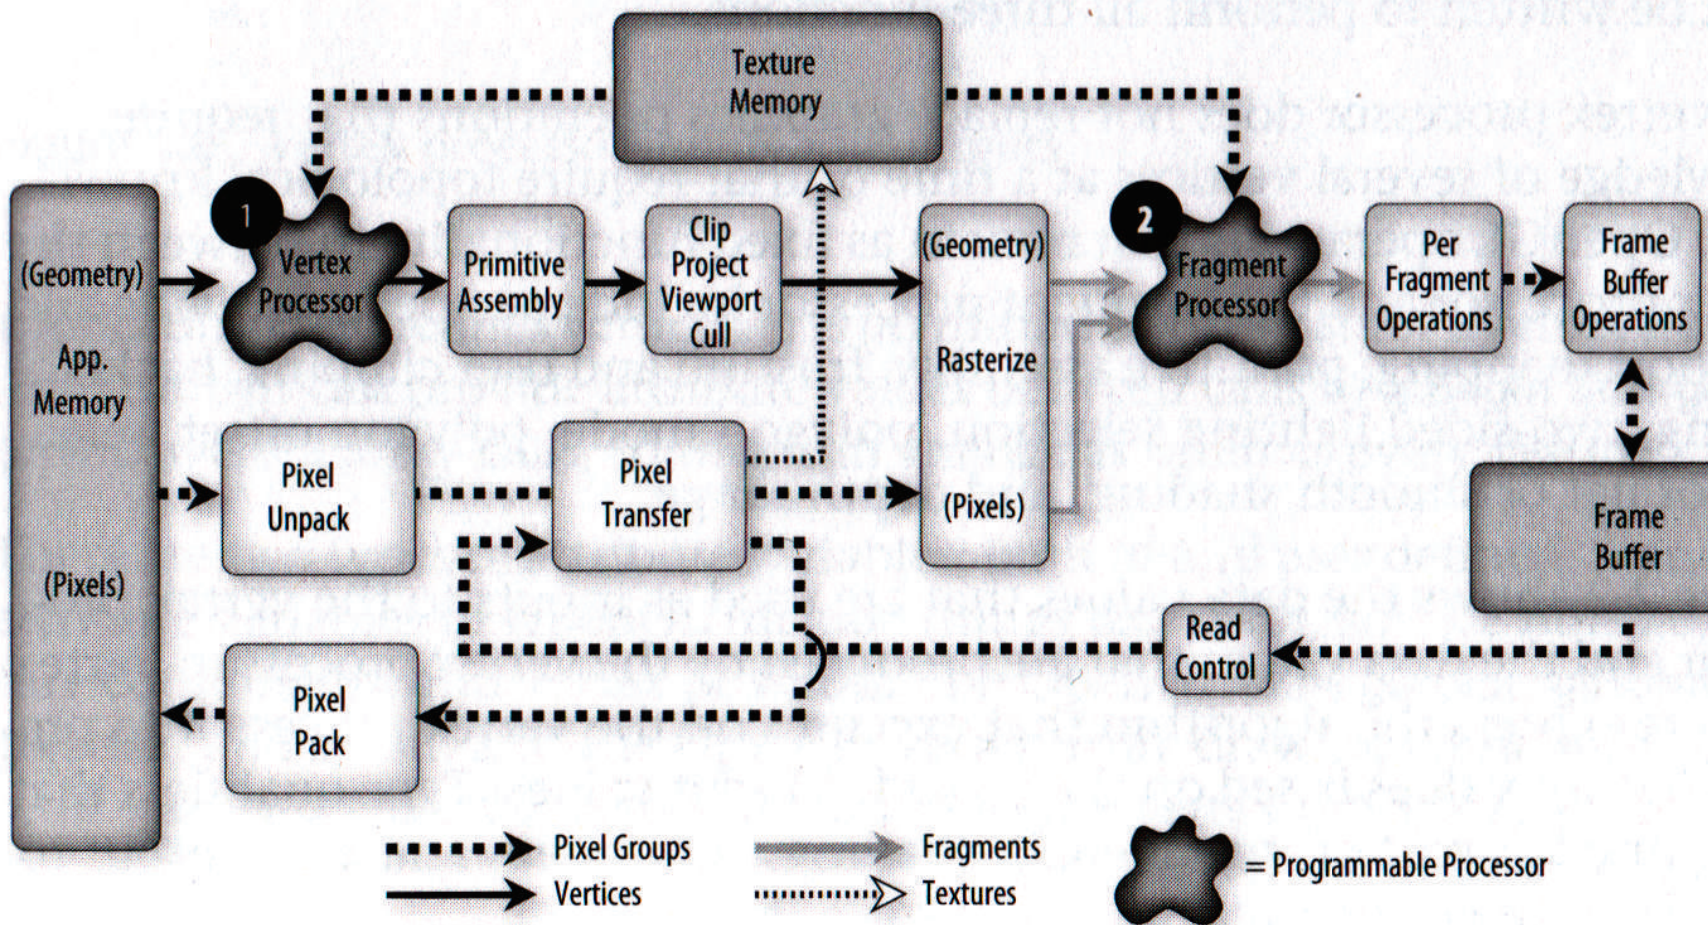 Texture
Memory
1
Vertex
Processor
Primitive
Assembly
Clip
Project
Viewport
Cull
(Geometry)
Rasterize
(Pixels)
2
Fragment
Processor
Per
Fragment
Operations
Frame
Buffer
Operations
(Geometry)
App.
Memory
(Pixels)
Pixel
Unpack
Pixel
Transfer
Frame
Buffer
Read
Control
Pixel
Pack
Pixel Groups
Vertices
Fragments
Textures
= Programmable Processor